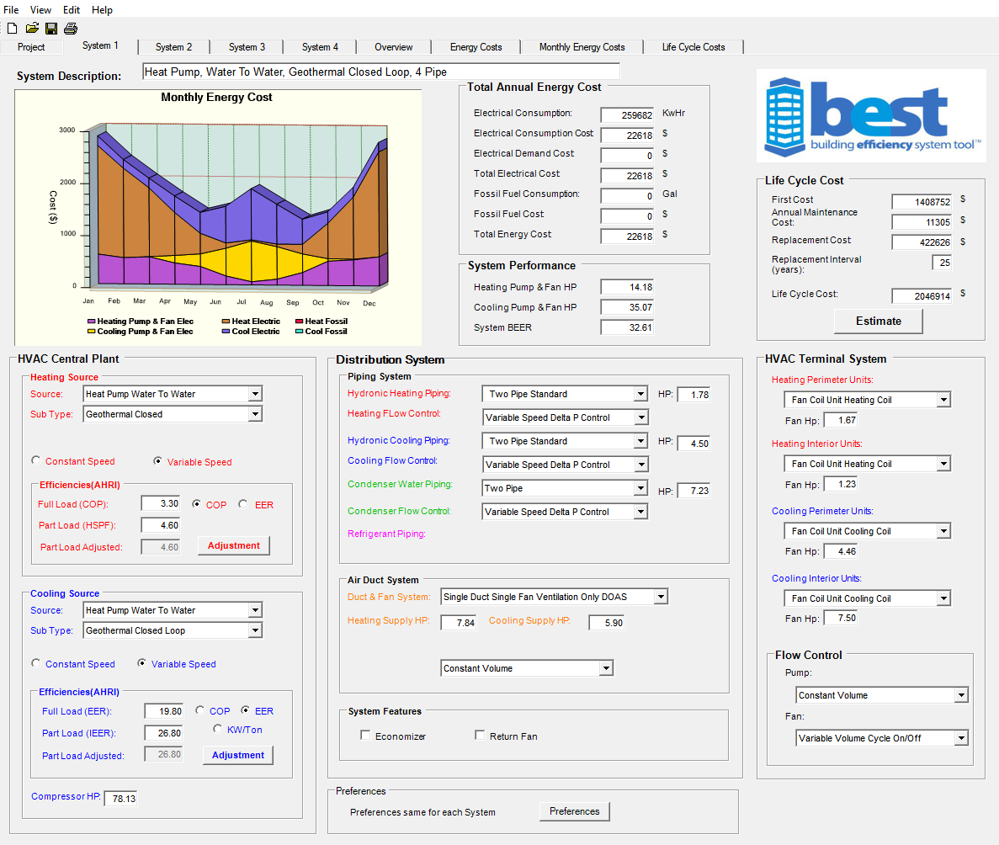 File View Edit Help
Project System 1 System 2 System 3 System 4 Overview Energy Costs Monthly Energy Costs Life Cycle Costs
System Description: Heat Pump, Water To Water, Geothermal Closed Loop, 4 Pipe
Monthly Energy Cost
3000
2000
1000
0
Cost ($)
Jan Feb Mar Apr May Jun Jul Aug Sep Oct Nov Dec
Heating Pump & Fan Elec Heat Electric Heat Fossil
Cooling Pump & Fan Elec Cool Electric Cool Fossil
Total Annual Energy Cost
Electrical Consumption: 259682 KwHr
Electrical Consumption Cost 22618 $
Electrical Demand Cost 0 $
Total Electrical Cost 22618 $
Fossil Fuel Consumption: 0 Gal
Fossil Fuel Cost 0 $
Total Energy Cost 22618 $
System Performance
Heating Pump & Fan HP 14.18
Cooling Pump & Fan HP 35.07
System BEER 32.61
best
building efficiency system tool™
Life Cycle Cost
First Cost 1408752 $
Annual Maintenance
Cost: 11305 $
Replacement Cost 422626 $
Replacement Interval
(years): 25
Life Cycle Cost: 2046914 $
Estimate
HVAC Central Plant
Heating Source
Source: Heat Pump Water To Water
Sub Type: Geothermal Closed
Constant Speed Variable Speed
Efficiencies(AHRI)
Full Load (COP): 3.30 COP EER
Part Load (HSPF): 4.60
Part Load Adjusted: 4.60 Adjustment
Cooling Source
Source: Heat Pump Water To Water
Sub Type: Geothermal Closed Loop
Constant Speed Variable Speed
Efficiencies(AHRI)
Full Load (EER): 19.80 COP EER
Part Load (IEER): 26.80 KW/Ton
Part Load Adjusted: 26.80 Adjustment
Compressor HP: 78.13
Distribution System
Piping System
Hydronic Heating Piping: Two Pipe Standard HP: 1.78
Heating FLow Control: Variable Speed Delta P Control
Hydronic Cooling Piping: Two Pipe Standard HP: 4.50
Cooling Flow Control: Variable Speed Delta P Control
Condenser Water Piping: Two Pipe HP: 7.23
Condenser Flow Control: Variable Speed Delta P Control
Refrigerant Piping:
Air Duct System
Duct & Fan System: Single Duct Single Fan Ventilation Only DOAS
Heating Supply HP: 7.84 Cooling Supply HP: 5.90
Constant Volume
System Features
Economizer Return Fan
Preferences
Preferences same for each System Preferences
HVAC Terminal System
Heating Perimeter Units:
Fan Coil Unit Heating Coil
Fan Hp: 1.67
Heating Interior Units:
Fan Coil Unit Heating Coil
Fan Hp: 1.23
Cooling Perimeter Units:
Fan Coil Unit Cooling Coil
Fan Hp: 4.46
Cooling Interior Units:
Fan Coil Unit Cooling Coil
Fan Hp: 7.50
Flow Control
Pump:
Constant Volume
Fan:
Variable Volume Cycle On/Off